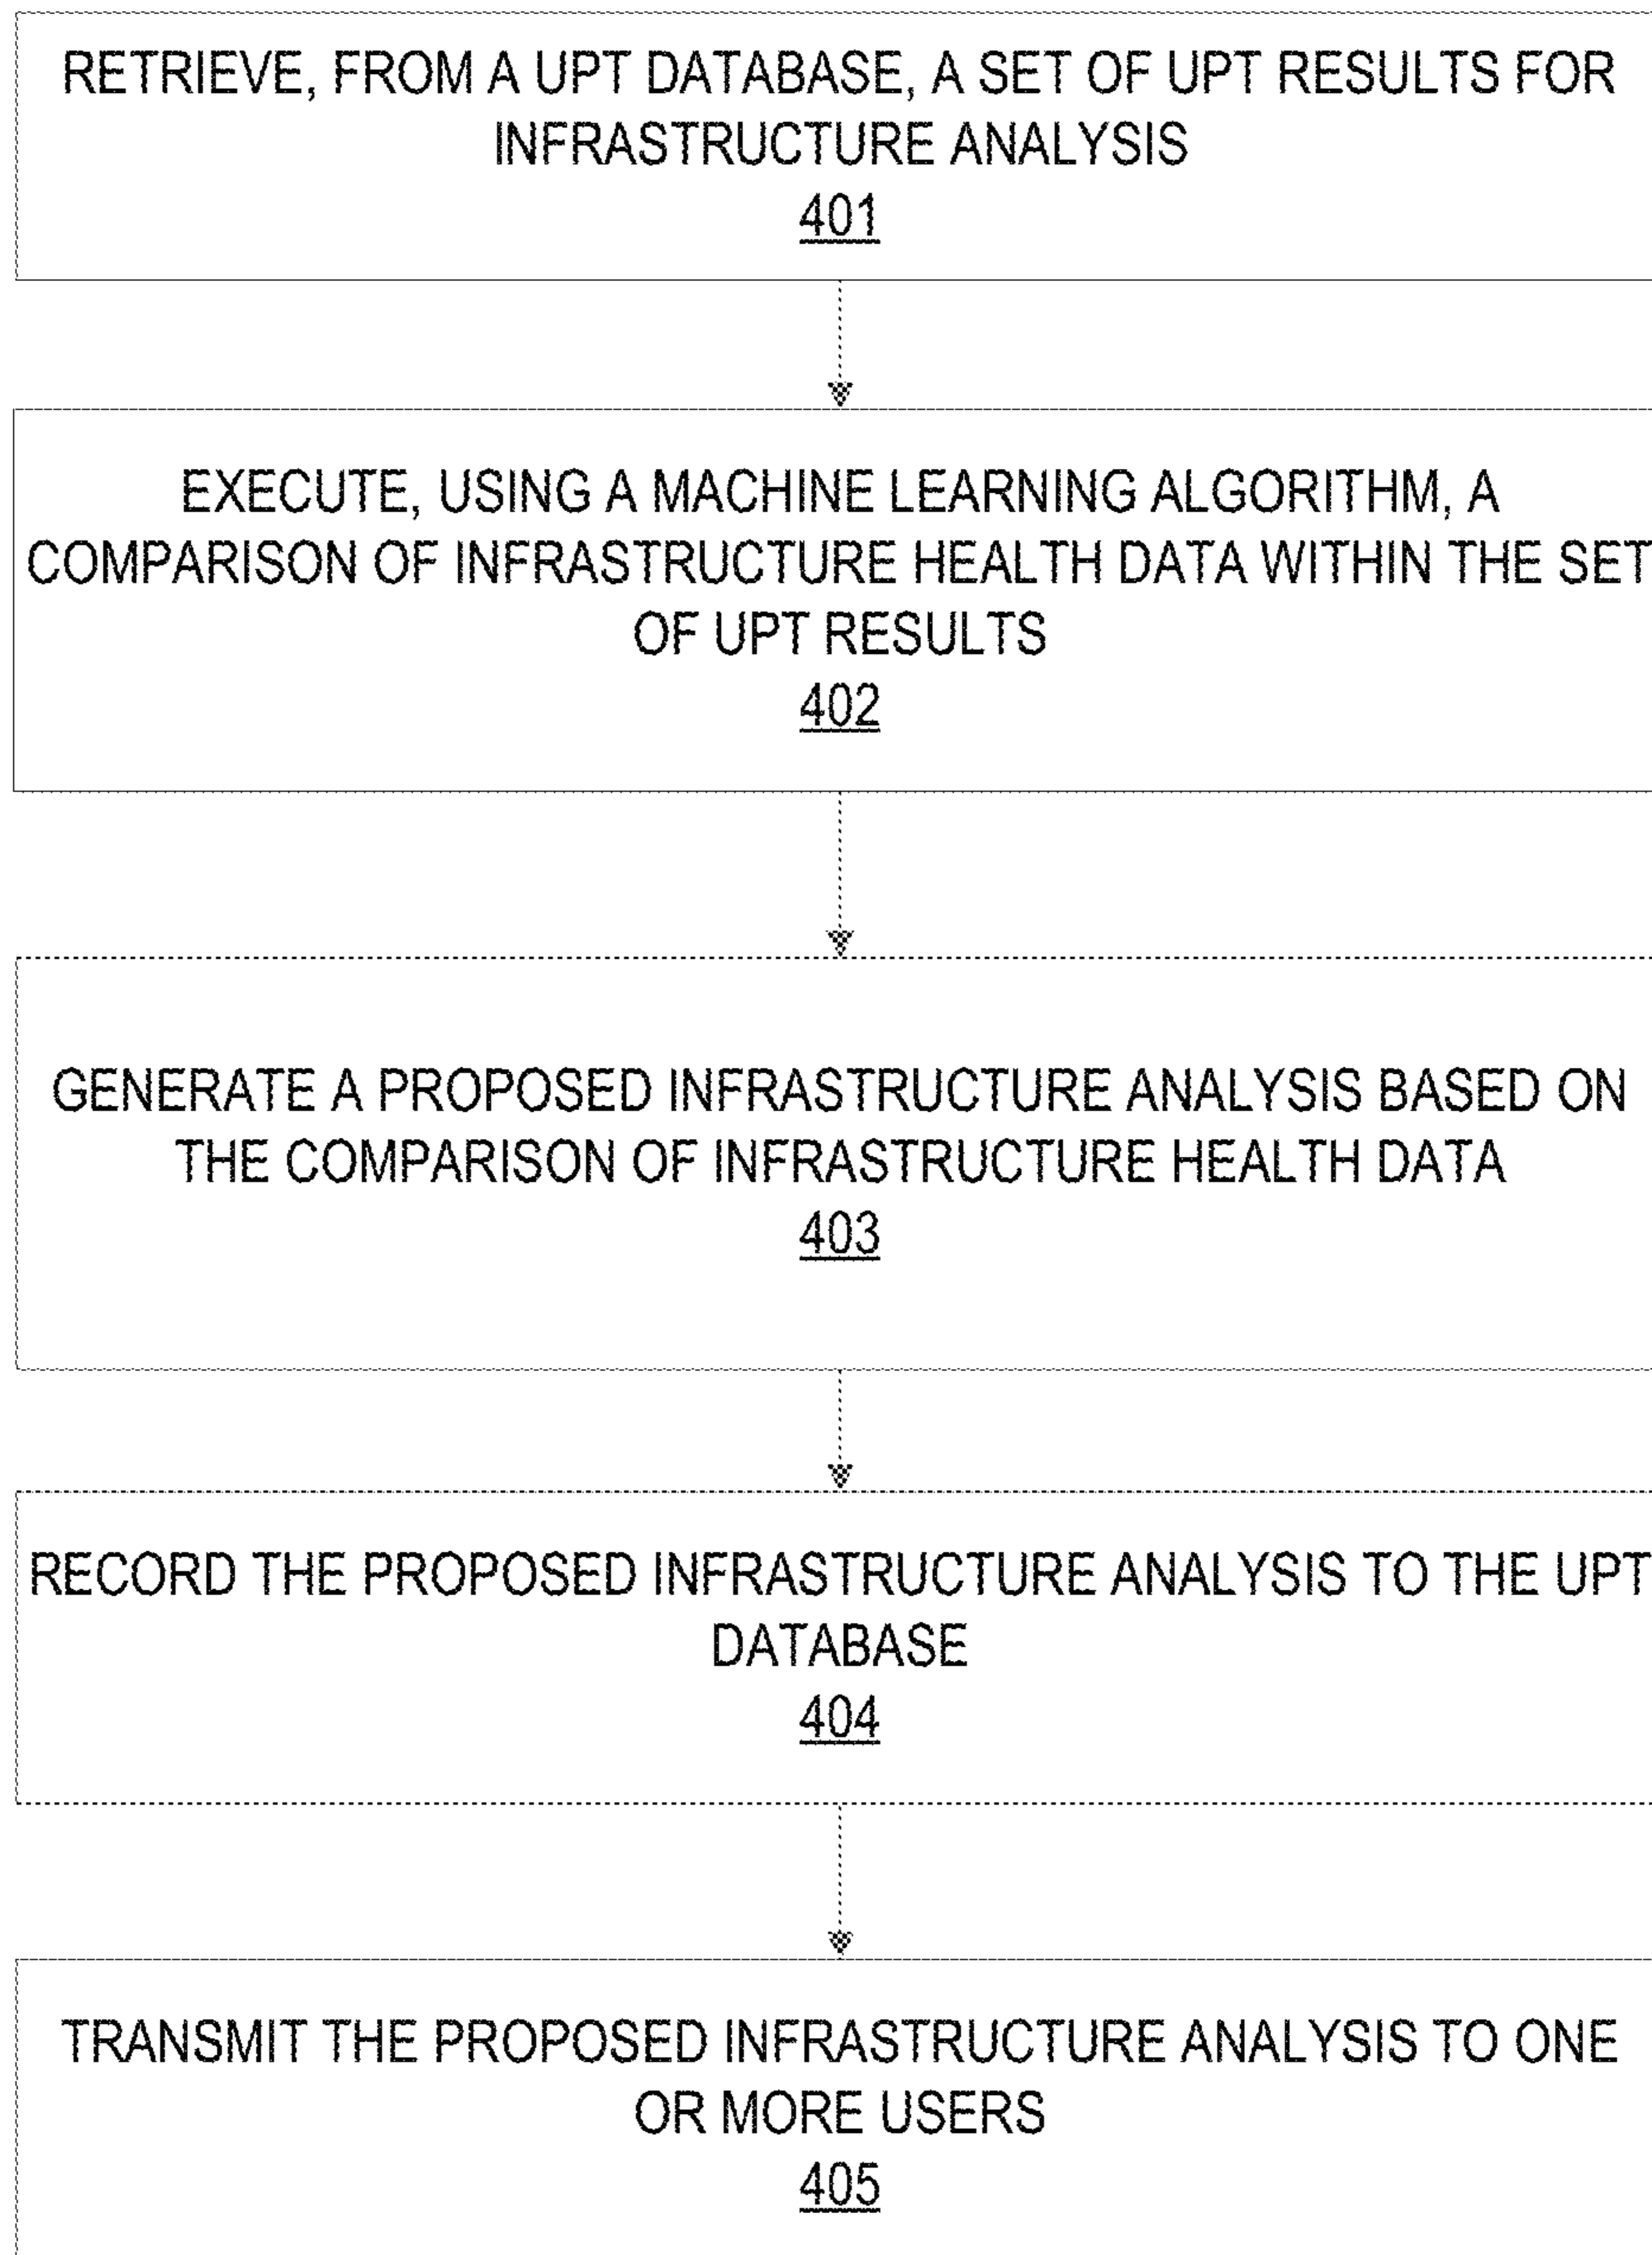 RETRIEVE, FROM A UPT DATABASE, A SET OF UPT RESULTS FOR
INFRASTRUCTURE ANALYSIS
401
EXECUTE, USING A MACHINE LEARNING ALGORITHM, A
COMPARISON OF INFRASTRUCTURE HEALTH DATA WITHIN THE SET
OF UPT RESULTS
402
GENERATE A PROPOSED INFRASTRUCTURE ANALYSIS BASED ON
THE COMPARISON OF INFRASTRUCTURE HEALTH DATA
403
RECORD THE PROPOSED INFRASTRUCTURE ANALYSIS TO THE UPT
DATABASE
404
TRANSMIT THE PROPOSED INFRASTRUCTURE ANALYSIS TO ONE
OR MORE USERS
405